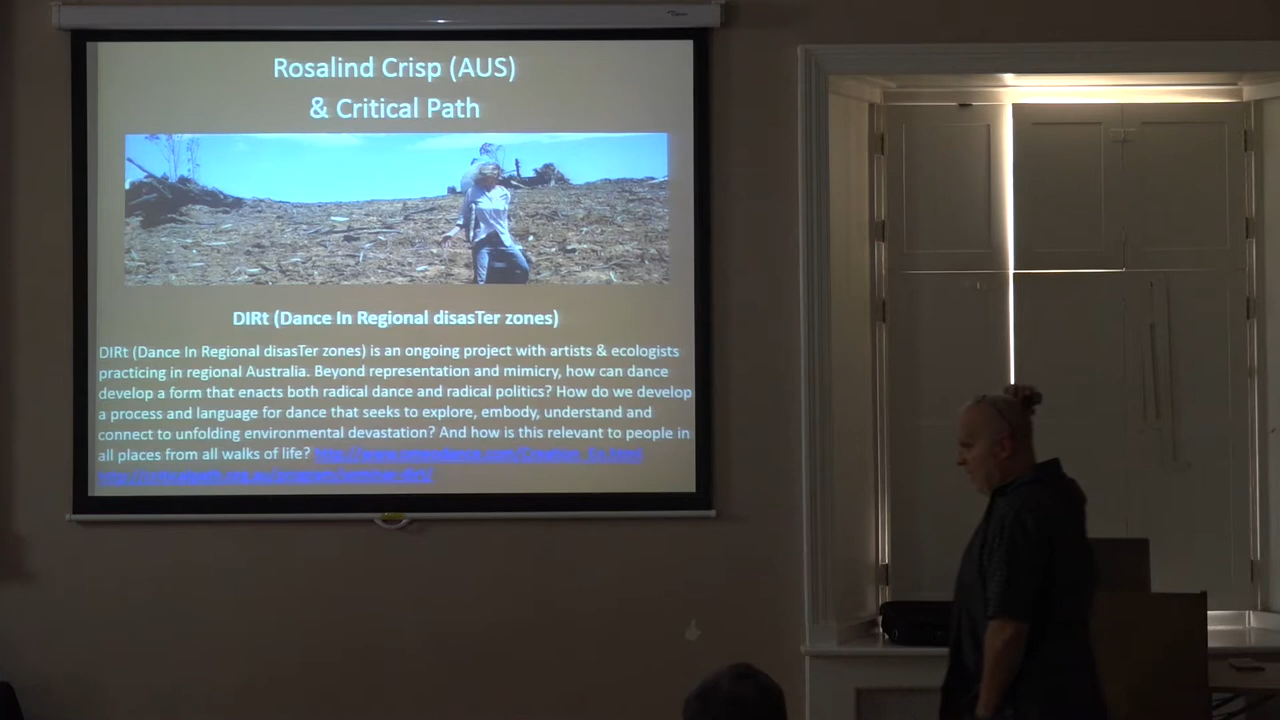 Rosalind Crisp (AUS)
& Critical Path
DIRt (Dance In Regional disasTer zones)
DIRt (Dance In Regional disasTer zones) is an ongoing project with artists & ecologists
practicing in regional Australia. Beyond representation and mimicry, how can dance
develop a form that enacts both radical dance and radical politics? How do we develop
a process and language for dance that seeks to explore, embody, understand and
connect to unfolding environmental devastation? And how is this relevant to people in
all places from all walks of life?